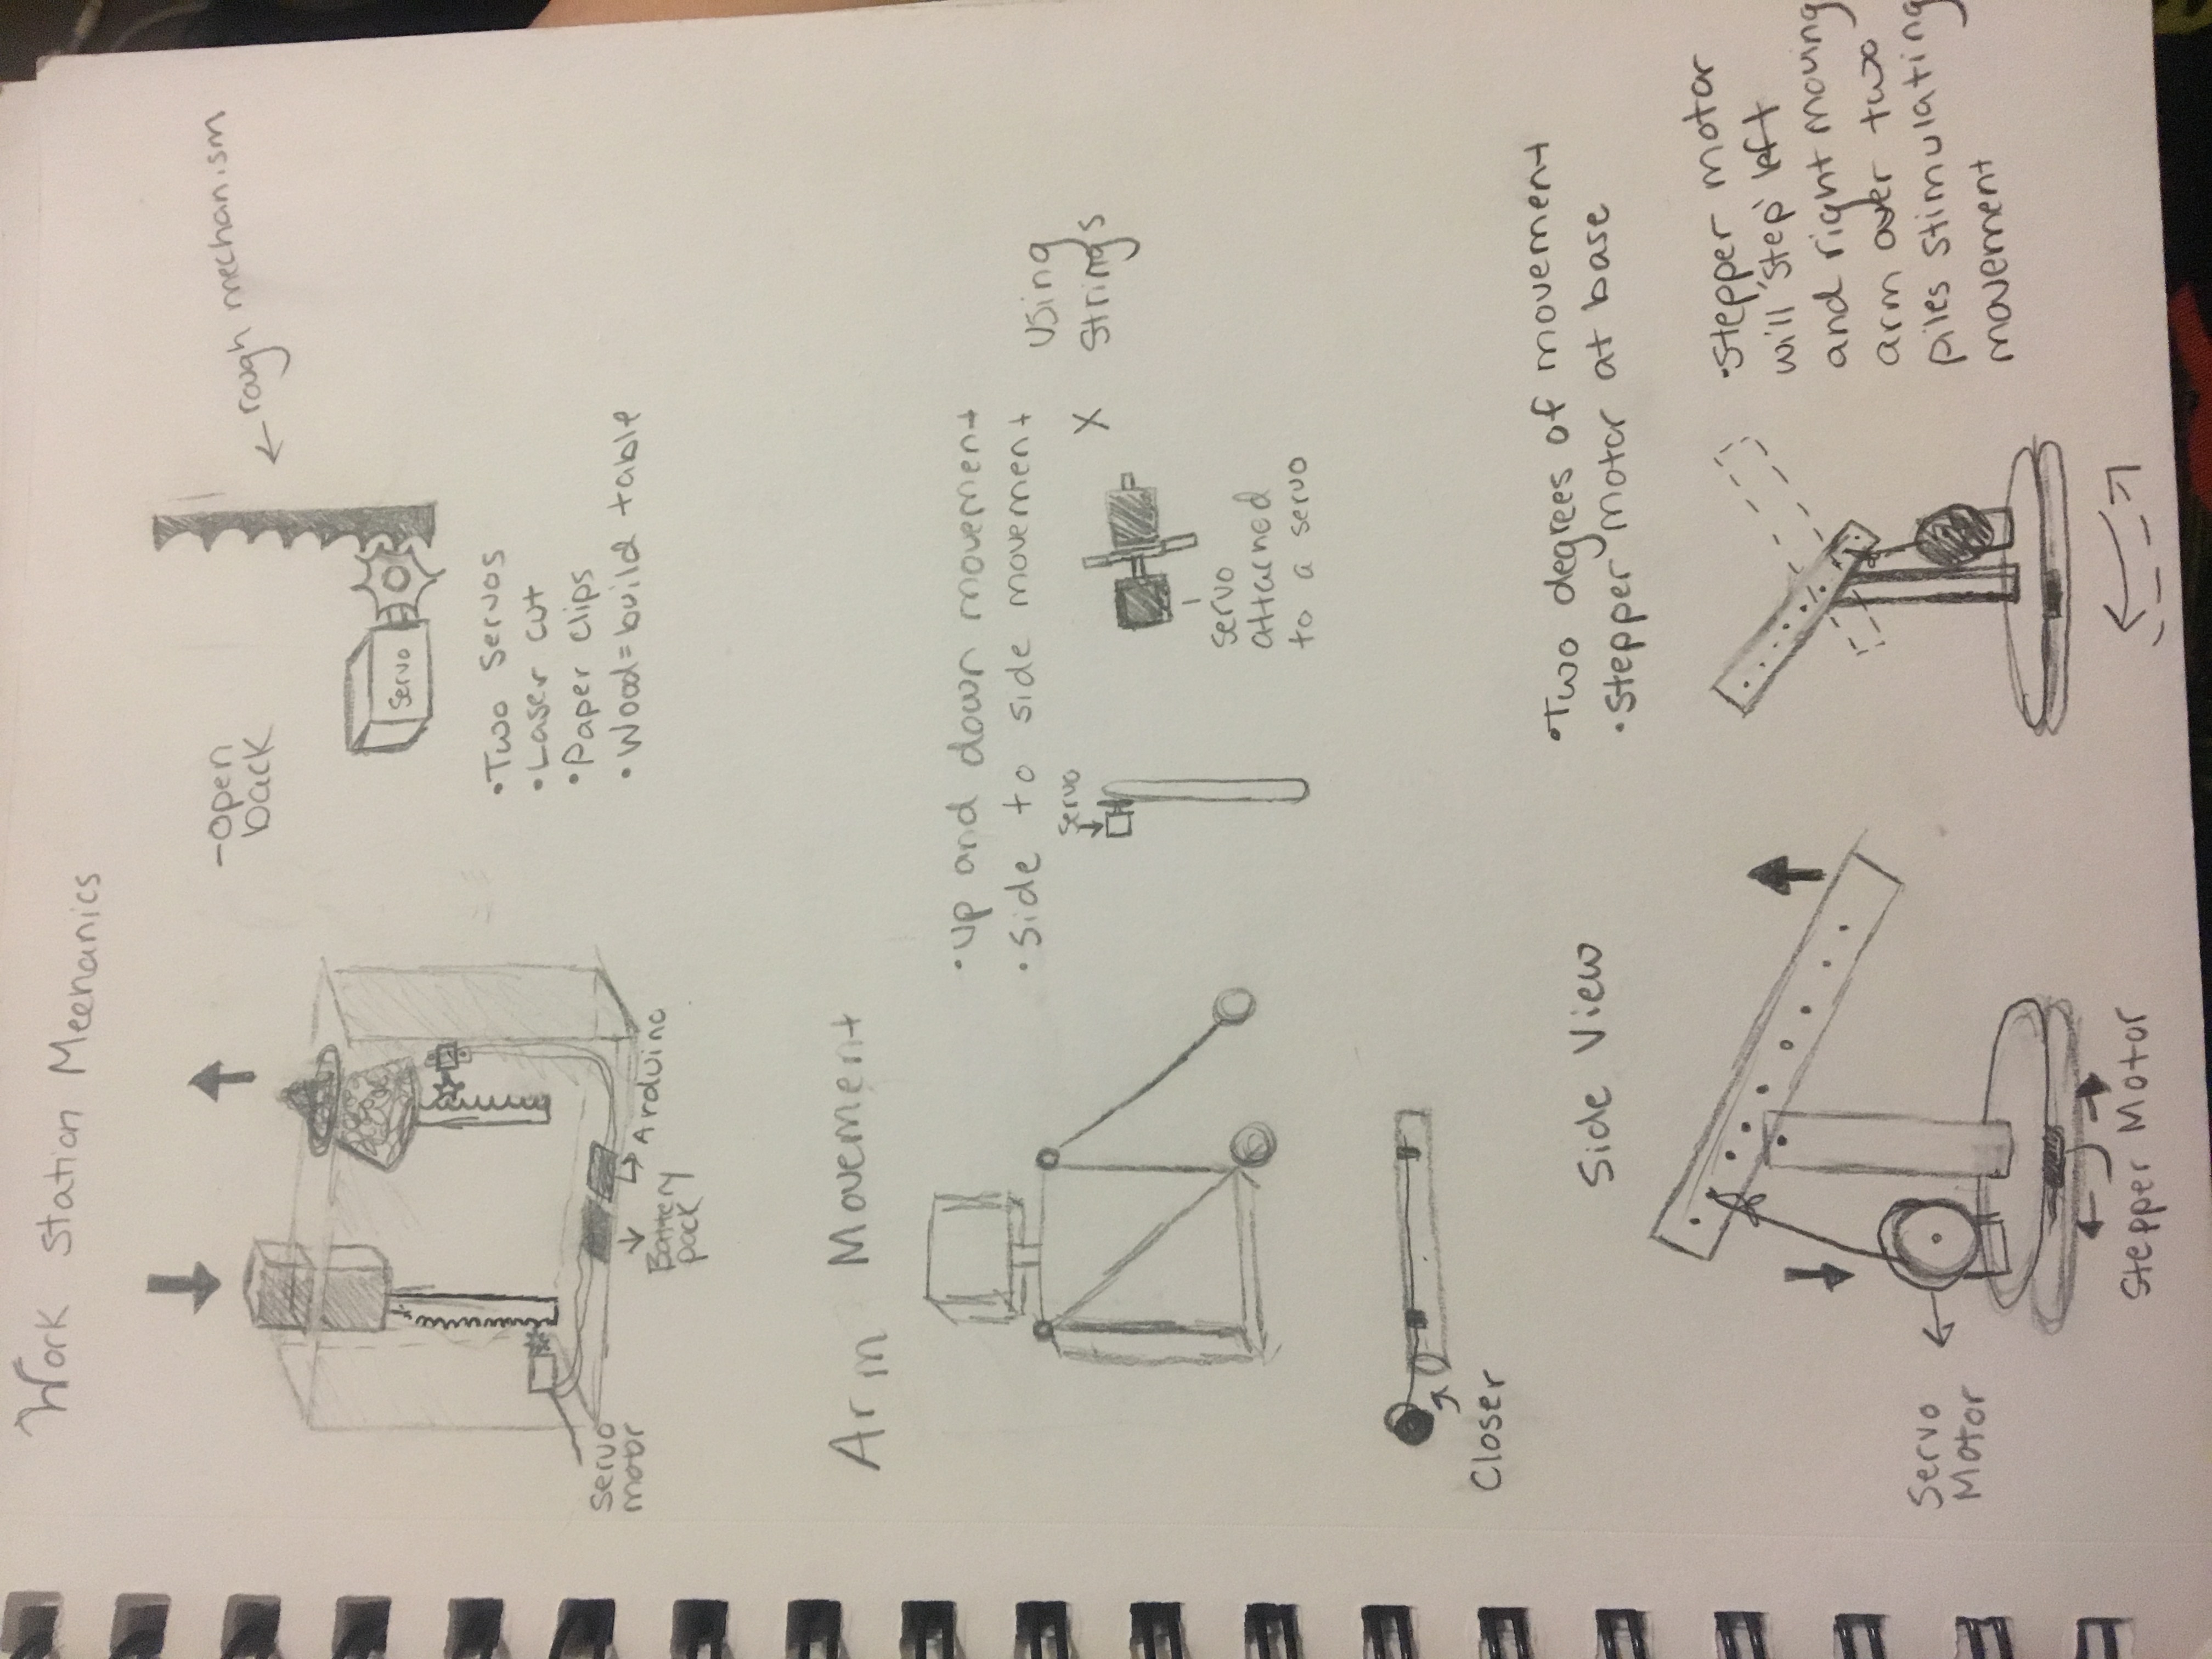 Work Station Mechanics
-open
back
← rough mechanism
servo
• Two servos
• Laser cut
• Paper clips
• Wood = build table
servo
motor
Battery
pack
Arduino
Arm Movement
• up and down movement
• side to side movement
servo
X
Using
strings
servo
attatched
to a servo
Closer
• Two degrees of movement
• stepper motor at base
Side View
• stepper motor
will "step" left
and right moving
arm over two
piles stimulating
movement
Servo
Motor
Stepper Motor